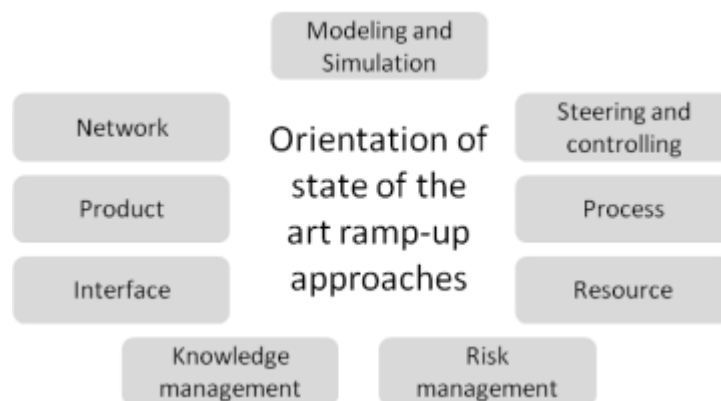 Modeling and
Simulation
Network
Steering and
controlling
Orientation of
state of the
art ramp-up
approaches
Product
Process
Interface
Resource
Knowledge
management
Risk
management